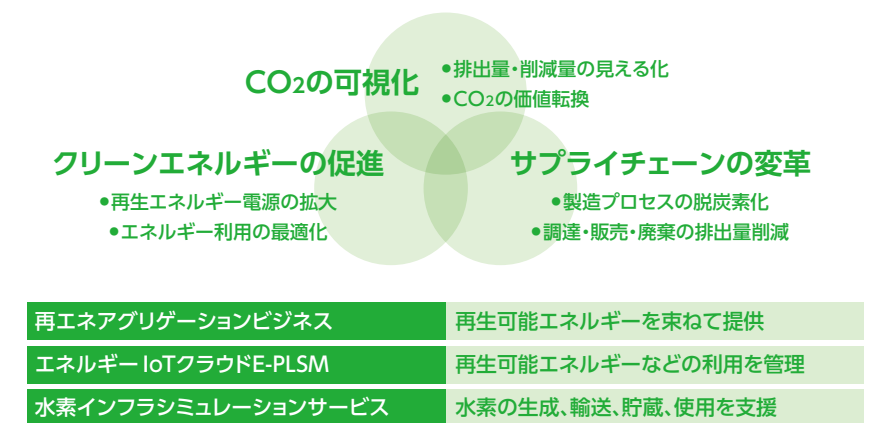 CO2の可視化
●排出量・削減量の見える化
●CO2の価値転換
クリーンエネルギーの促進
●再生エネルギー電源の拡大
●エネルギー利用の最適化
サプライチェーンの変革
●製造プロセスの脱炭素化
●調達・販売・廃棄の排出量削減
再エネアグリゲーションビジネス
再生可能エネルギーを束ねて提供
エネルギーIoTクラウドE-PLSM
再生可能エネルギーなどの利用を管理
水素インフラシミュレーションサービス
水素の生成、輸送、貯蔵、使用を支援